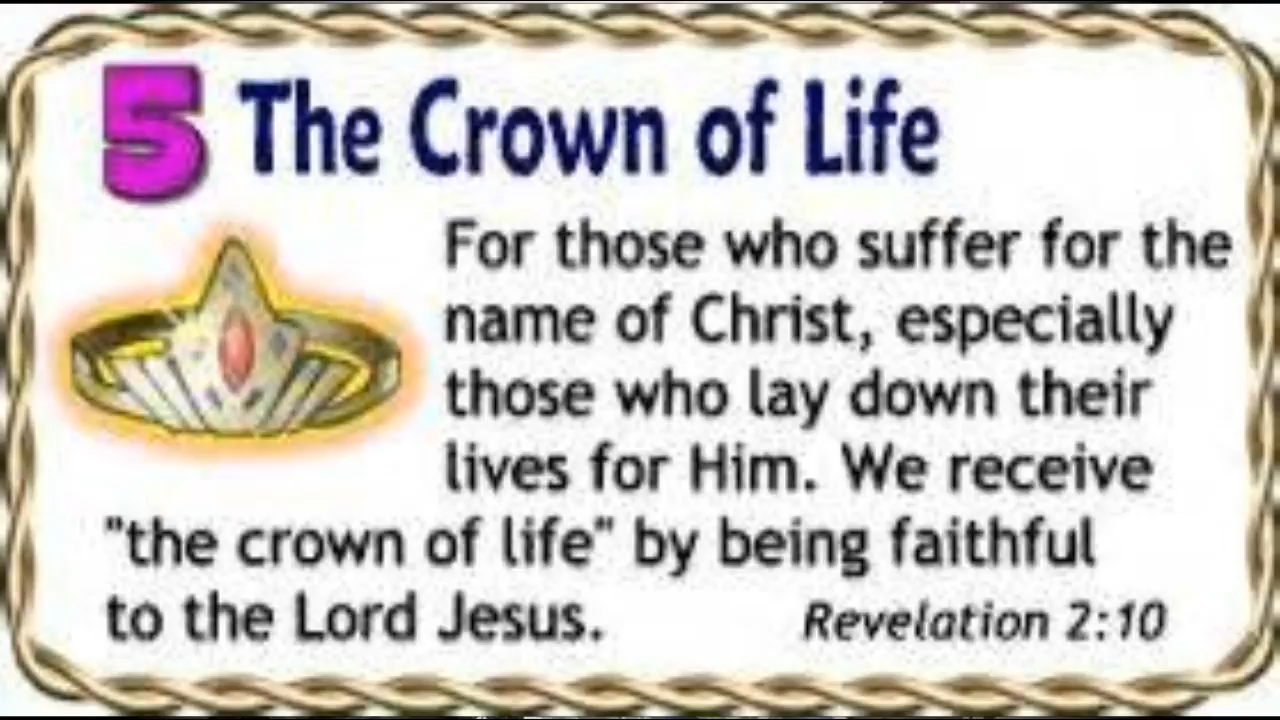 5 The Crown of Life
For those who suffer for the
name of Christ, especially
those who lay down their
lives for Him. We receive
"the crown of life" by being faithful
to the Lord Jesus. Revelation 2:10